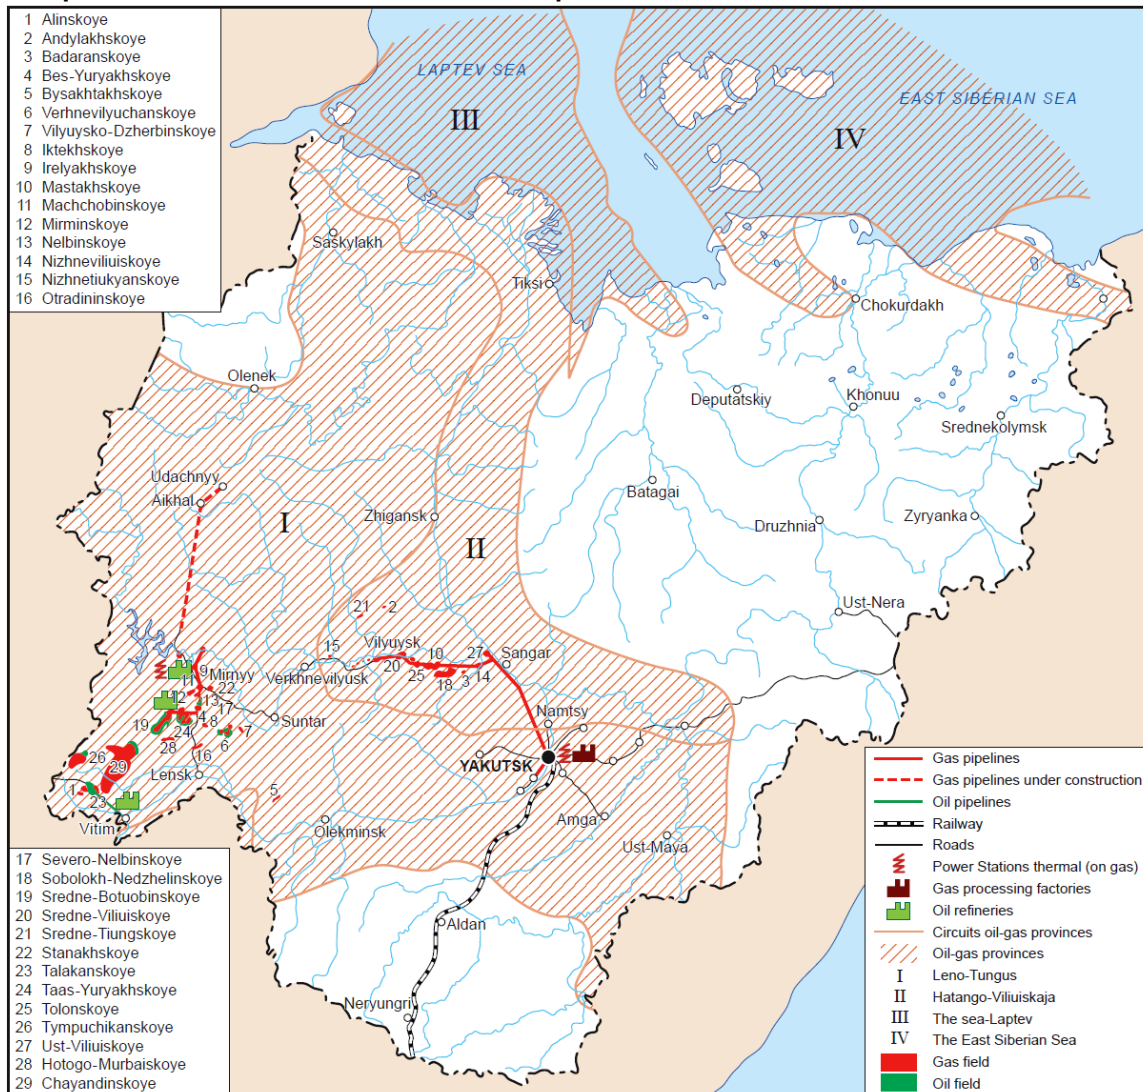 1 Alinskoye
2 Andylakhskoye
3 Badaranskoye
4 Bes-Yuryakhskoye
5 Bysakhtakhskoye
6 Verhnevilyuchanskoye
7 Vilyuysko-Dzherbinskoye
8 Iktekhskoye
9 Irelyakhskoye
10 Mastakhskoye
11 Machchobinskoye
12 Mirminskoye
13 Nelbinskoye
14 Nizhneviliuiskoye
15 Nizhnetiukyanskoye
16 Otradininskoye
LAPTEV SEA
III
EAST SIBERIAN SEA
IV
Saskylakh
Tiksi
Chokurdakh
Olenek
Deputatskiy
Khonuu
Srednekolymsk
Udachnyy
Aikhal
Batagai
Zhigansk
I
II
Druzhnia
Zyryanka
Ust-Nera
21
2
15
Vilyuysk
10
27
Sangar
Verkhnevilyusk
20
25
18
3
14
9
Mirnyy
11
22
12
13
17
Suntar
Namtsy
19
24
4
8
7
28
6
26
29
16
Lensk
YAKUTSK
1
23
5
Vitim
Olekminsk
Amga
Ust-Maya
Aldan
Neryungri
17 Severo-Nelbinskoye
18 Sobolokh-Nedzhelinskoye
19 Sredne-Botuobinskoye
20 Sredne-Viliuiskoye
21 Sredne-Tiungskoye
22 Stanakhskoye
23 Talakanskoye
24 Taas-Yuryakhskoye
25 Tolonskoye
26 Tympuchikanskoye
27 Ust-Viliuiskoye
28 Hotogo-Murbaiskoye
29 Chayandinskoye
Gas pipelines
Gas pipelines under construction
Oil pipelines
Railway
Roads
Power Stations thermal (on gas)
Gas processing factories
Oil refineries
Circuits oil-gas provinces
Oil-gas provinces
I Leno-Tungus
II Hatango-Viliuiskaja
III The sea-Laptev
IV The East Siberian Sea
Gas field
Oil field